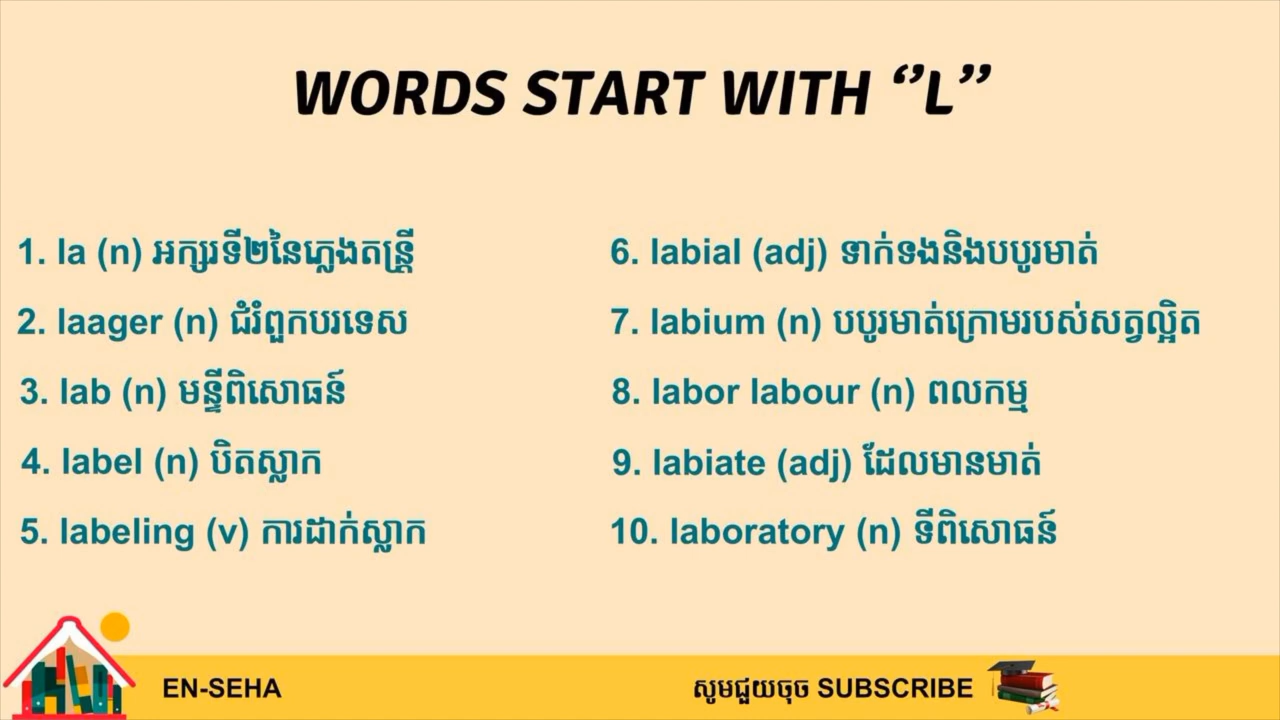 WORDS START WITH ‘’L’’
1. la (n) អក្សរទី២នៃភ្លេងតន្ត្រី
2. laager (n) ជំរំពួកបរទេស
3. lab (n) មន្ទីពិសោធន៍
4. label (n) បិតស្លាក
5. labeling (v) ការដាក់ស្លាក
6. labial (adj) ទាក់ទងនិងបបូរមាត់
7. labium (n) បបូរមាត់ក្រោមរបស់សត្វល្អិត
8. labor labour (n) ពលកម្ម
9. labiate (adj) ដែលមានមាត់
10. laboratory (n) ទីពិសោធន៍
EN-SEHA
សូមជួយចុច SUBSCRIBE